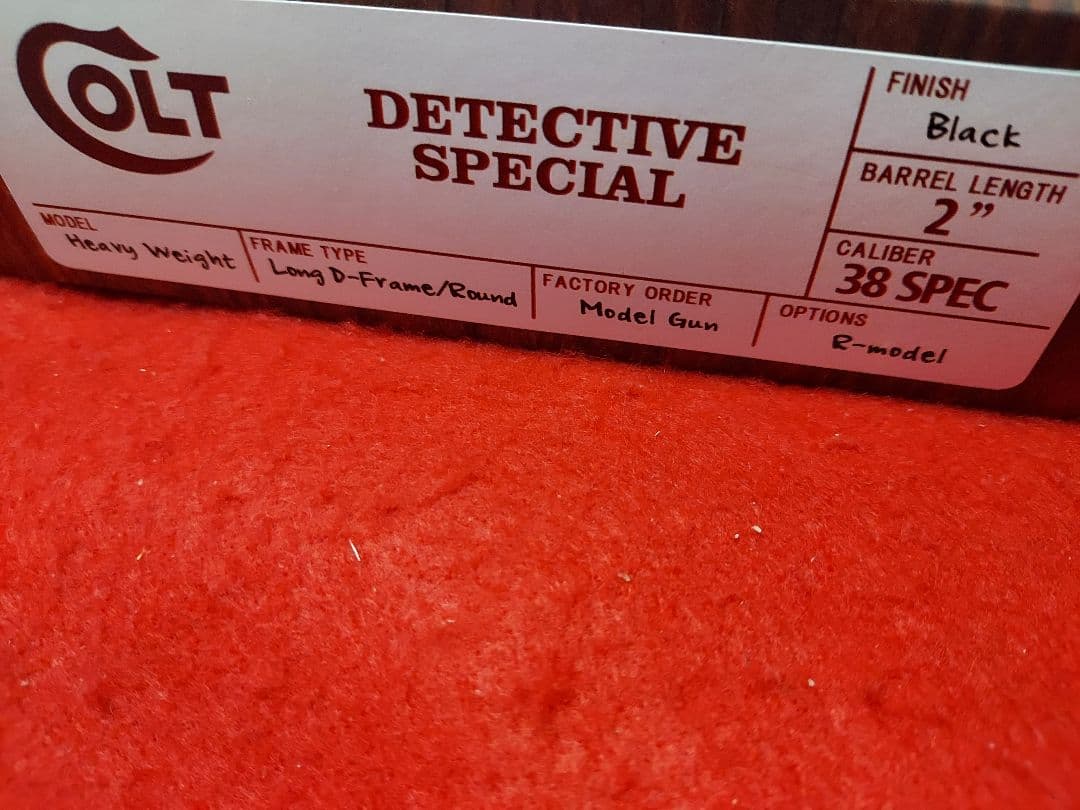 COLT
DETECTIVE
SPECIAL
FINISH
Black
BARREL LENGTH
2”
CALIBER
38 SPEC
MODEL
Heavy Weight
FRAME TYPE
Long D-Frame/Round
FACTORY ORDER
Model Gun
OPTIONS
R-model